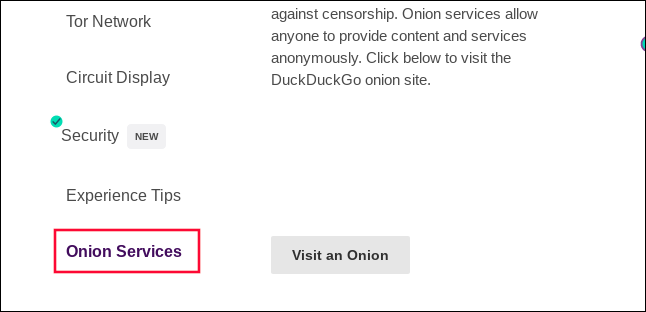 Tor Network
Circuit Display
Security NEW
Experience Tips
Onion Services
against censorship. Onion services allow
anyone to provide content and services
anonymously. Click below to visit the
DuckDuckGo onion site.
Visit an Onion